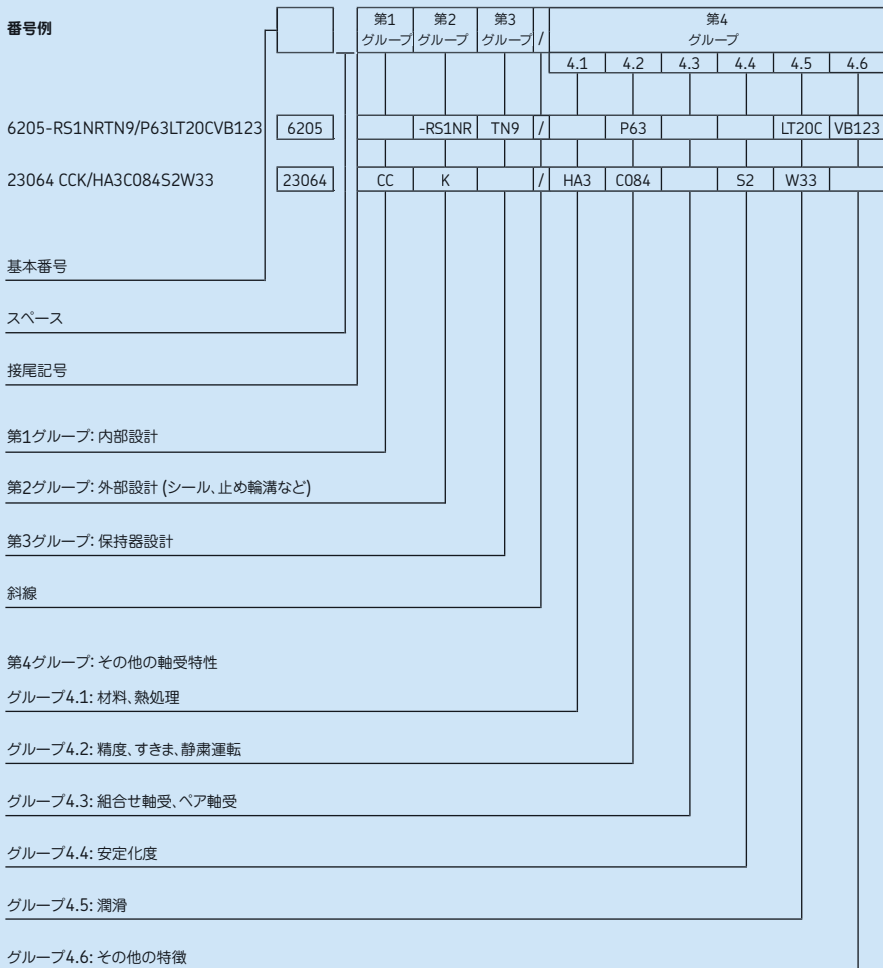 番号例
第1 グループ
第2 グループ
第3 グループ
/
第4 グループ
4.1 4.2 4.3 4.4 4.5 4.6
6205-RS1NRTN9/P63LT20CVB123 6205 -RS1NR TN9 / P63 LT20C VB123
23064 CCK/HA3C084S2W33 23064 CC K / HA3 C084 S2 W33
基本番号
スペース
接尾記号
第1グループ: 内部設計
第2グループ: 外部設計 (シール、止め輪溝など)
第3グループ: 保持器設計
斜線
第4グループ: その他の軸受特性
グループ4.1: 材料、熱処理
グループ4.2: 精度、すきま、静粛運転
グループ4.3: 組合せ軸受、ペア軸受
グループ4.4: 安定化度
グループ4.5: 潤滑
グループ4.6: その他の特徴